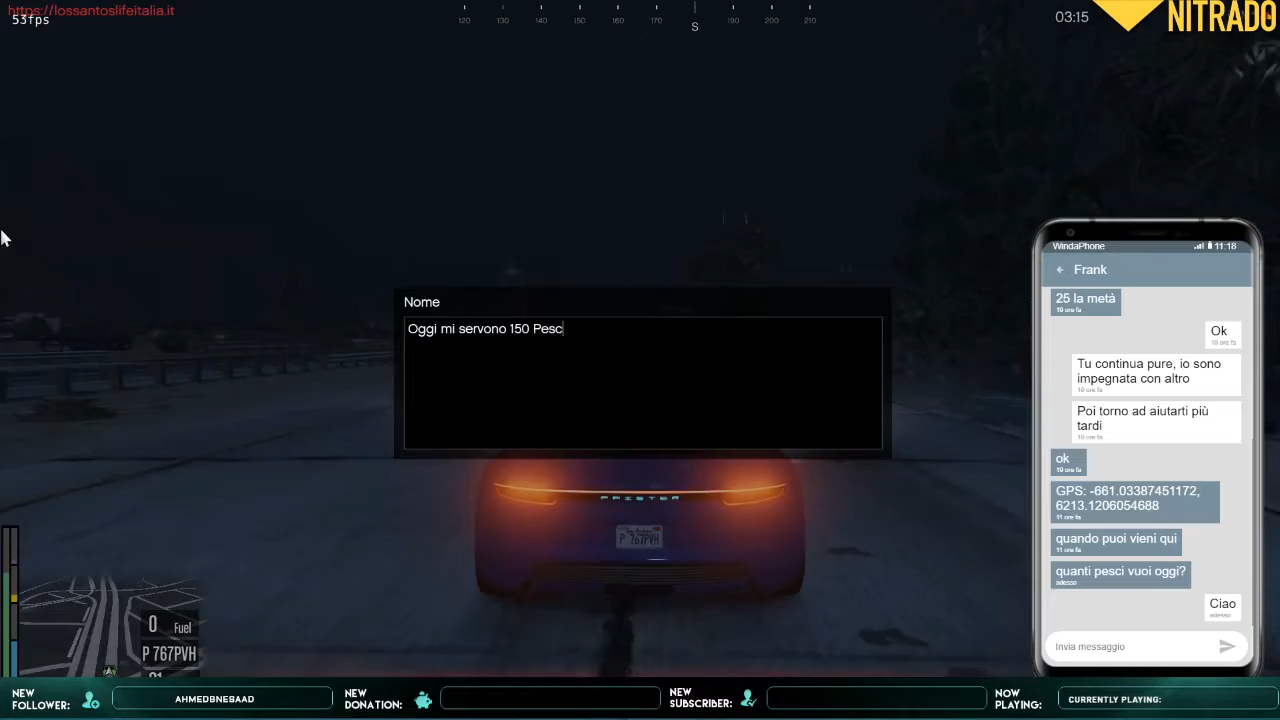 https://lossantoslifeitalia.it
53fps
120 130 140 150 160 170 S 190 200 210
03:15
NITRADO
Nome
Oggi mi servono 150 Pesc
PFISTER
P 767PVH
0 Fuel
P 767PVH
WindaPhone
11:18
Frank
25 la metà
19 ore fa
Ok
19 ore fa
Tu continua pure, io sono
impegnata con altro
19 ore fa
Poi torno ad aiutarti più
tardi
19 ore fa
ok
19 ore fa
GPS: -661.03387451172,
6213.1206054688
11 ore fa
quando puoi vieni qui
11 ore fa
quanti pesci vuoi oggi?
adesso
Ciao
adesso
Invia messaggio
NEW
FOLLOWER:
AHMEDBNESAAD
NEW
DONATION:
NEW
SUBSCRIBER:
NOW
PLAYING:
CURRENTLY PLAYING: